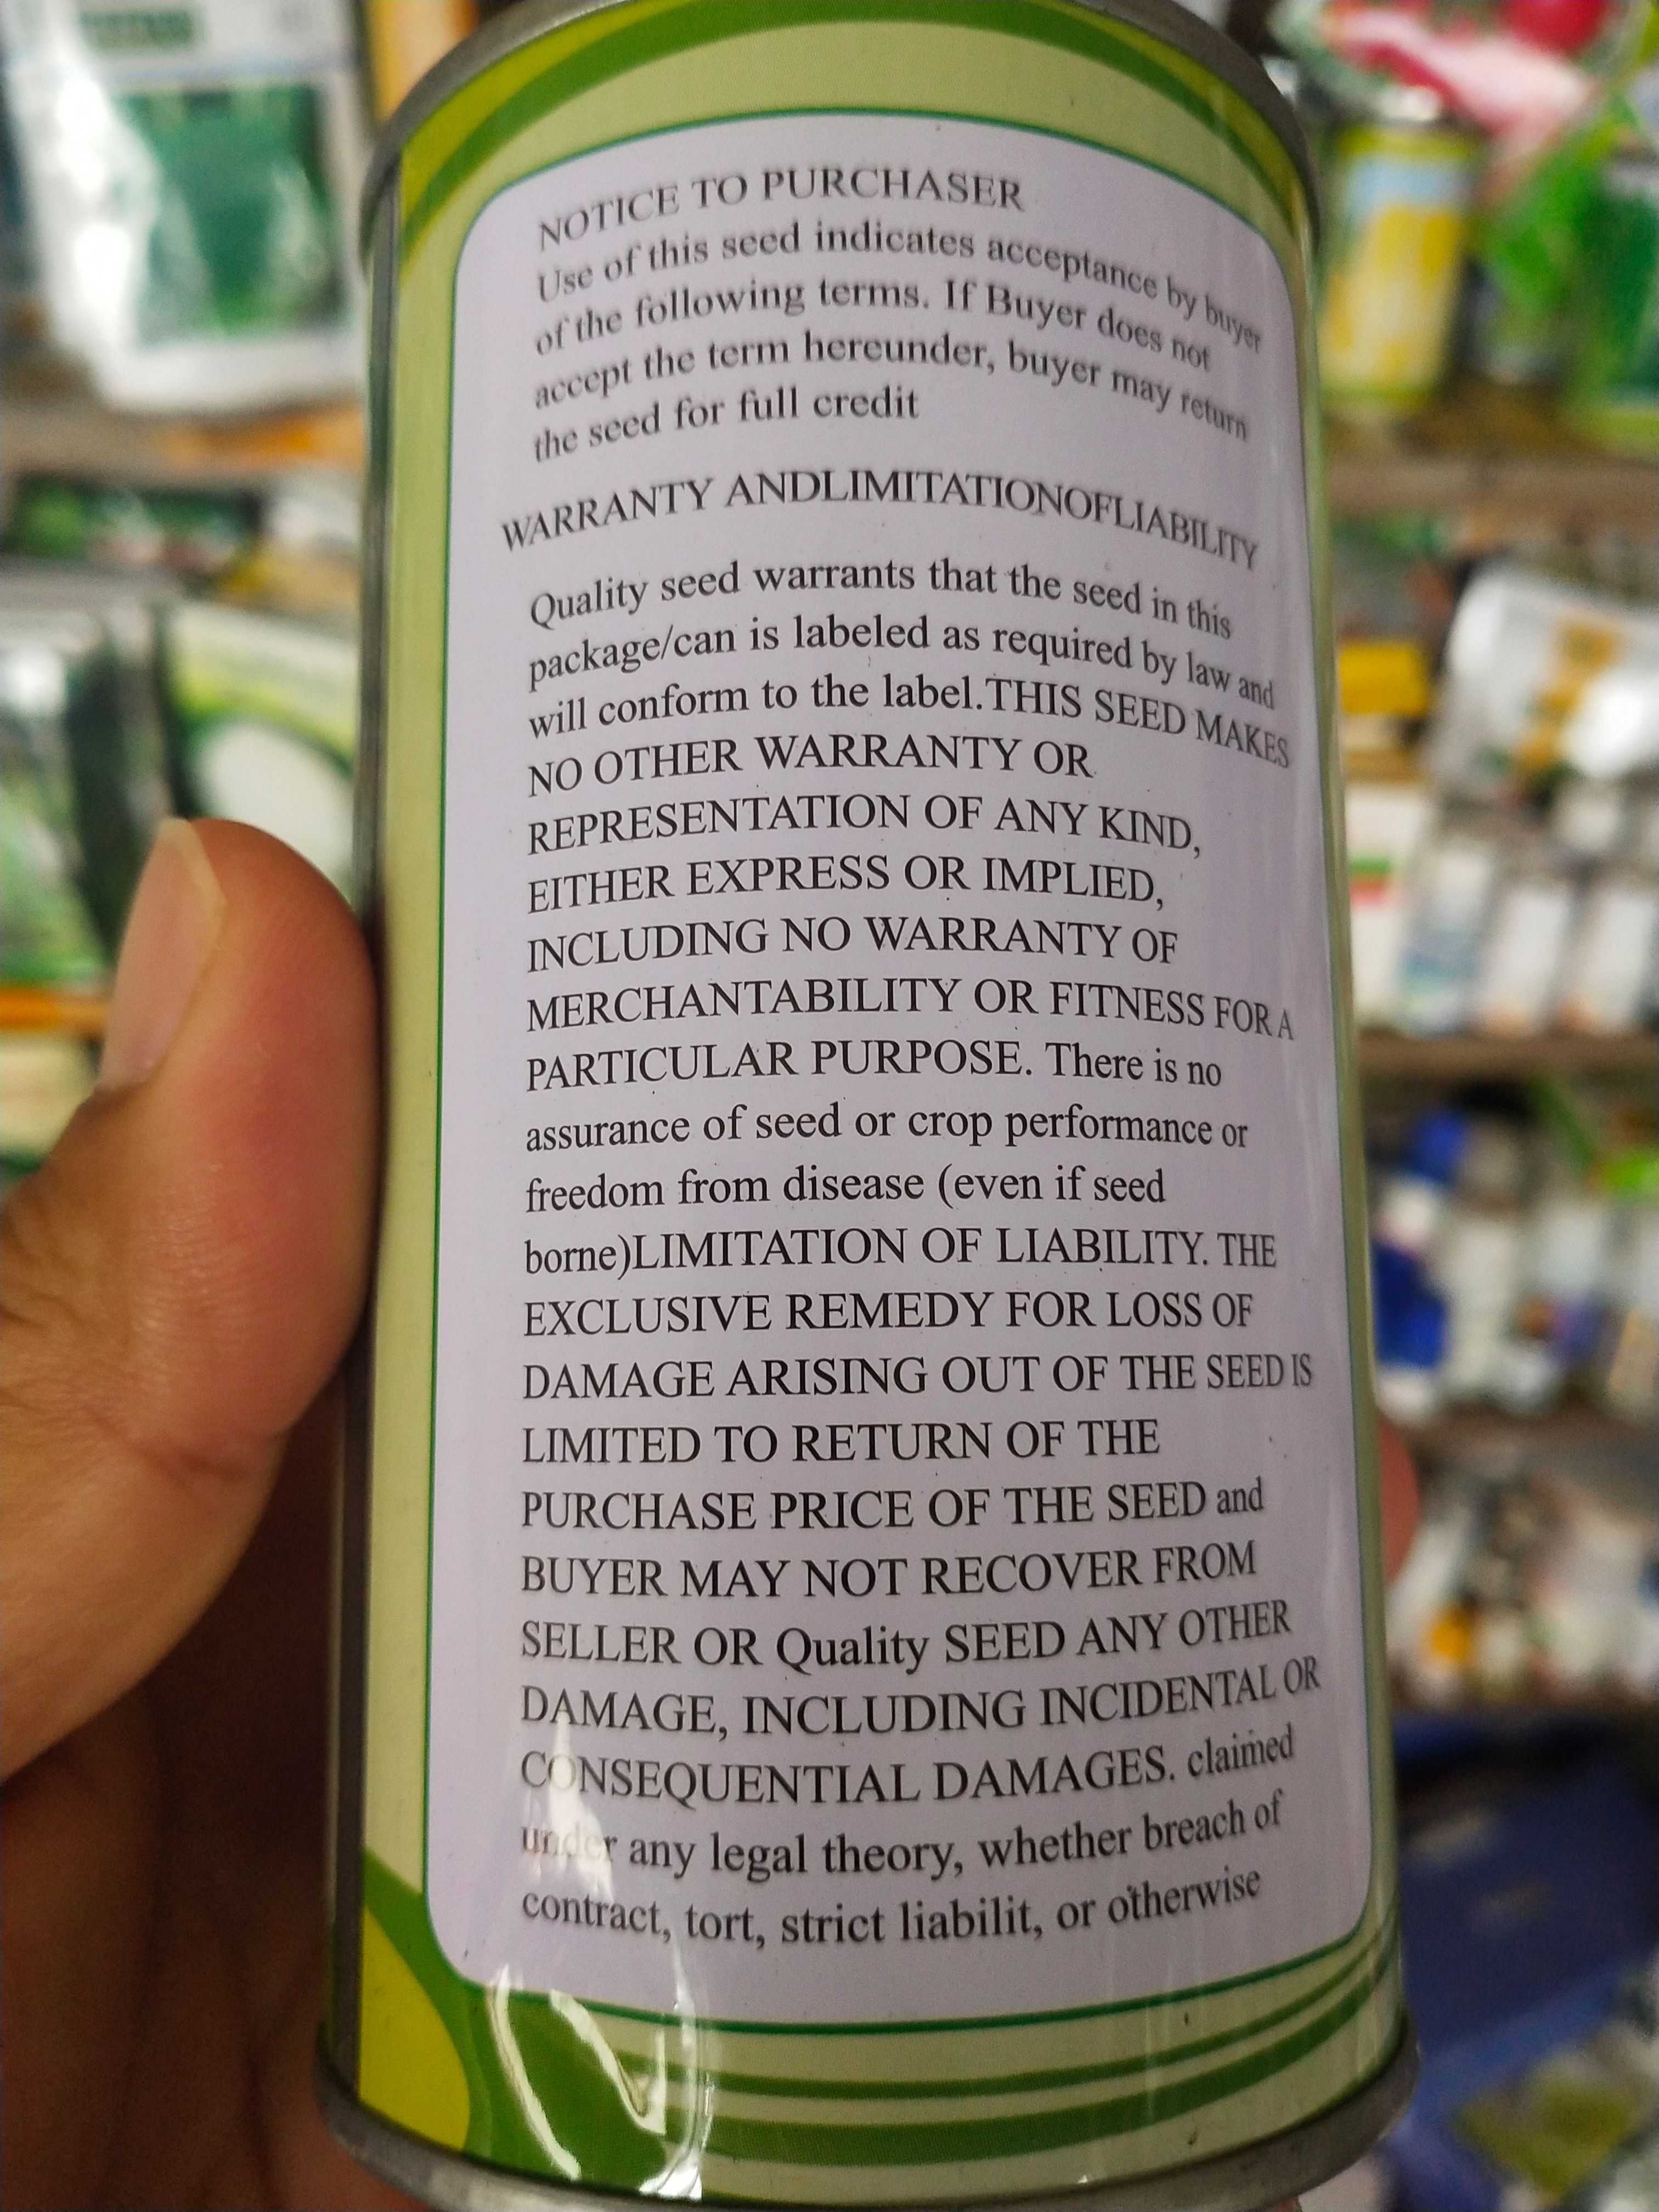 NOTICE TO PURCHASER
Use of this seed indicates acceptance by buyer
of the following terms. If Buyer does not
accept the term hereunder, buyer may return
the seed for full credit
WARRANTY ANDLIMITATIONOFLIABILITY
Quality seed warrants that the seed in this
package/can is labeled as required by law and
will conform to the label.THIS SEED MAKES
NO OTHER WARRANTY OR
REPRESENTATION OF ANY KIND,
EITHER EXPRESS OR IMPLIED,
INCLUDING NO WARRANTY OF
MERCHANTABILITY OR FITNESS FOR A
PARTICULAR PURPOSE. There is no
assurance of seed or crop performance or
freedom from disease (even if seed
borne)LIMITATION OF LIABILITY. THE
EXCLUSIVE REMEDY FOR LOSS OF
DAMAGE ARISING OUT OF THE SEED IS
LIMITED TO RETURN OF THE
PURCHASE PRICE OF THE SEED and
BUYER MAY NOT RECOVER FROM
SELLER OR Quality SEED ANY OTHER
DAMAGE, INCLUDING INCIDENTAL OR
CONSEQUENTIAL DAMAGES. claimed
under any legal theory, whether breach of
contract, tort, strict liabilit, or otherwise